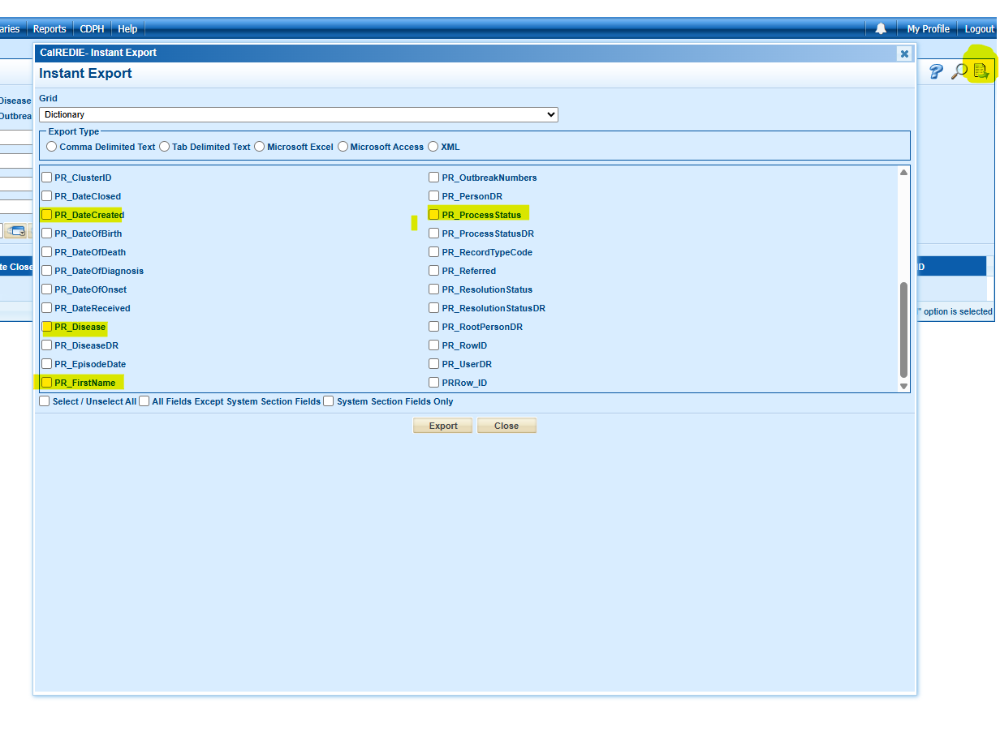 aries Reports CDPH Help My Profile Logout
CalREDIE- Instant Export
Instant Export
Disease
Outbrea
te Close
Grid
Dictionary
Export Type
Comma Delimited Text Tab Delimited Text Microsoft Excel Microsoft Access XML
PR_ClusterID PR_OutbreakNumbers
PR_DateClosed PR_PersonDR
PR_DateCreated PR_ProcessStatus
PR_DateOfBirth PR_ProcessStatusDR
PR_DateOfDeath PR_RecordTypeCode
PR_DateOfDiagnosis PR_Referred
PR_DateOfOnset PR_ResolutionStatus
PR_DateReceived PR_ResolutionStatusDR
PR_Disease PR_RootPersonDR
PR_DiseaseDR PR_RowID
PR_EpisodeDate PR_UserDR
PR_FirstName PRRow_ID
Select / Unselect All All Fields Except System Section Fields System Section Fields Only
Export Close
ID
" option is selected